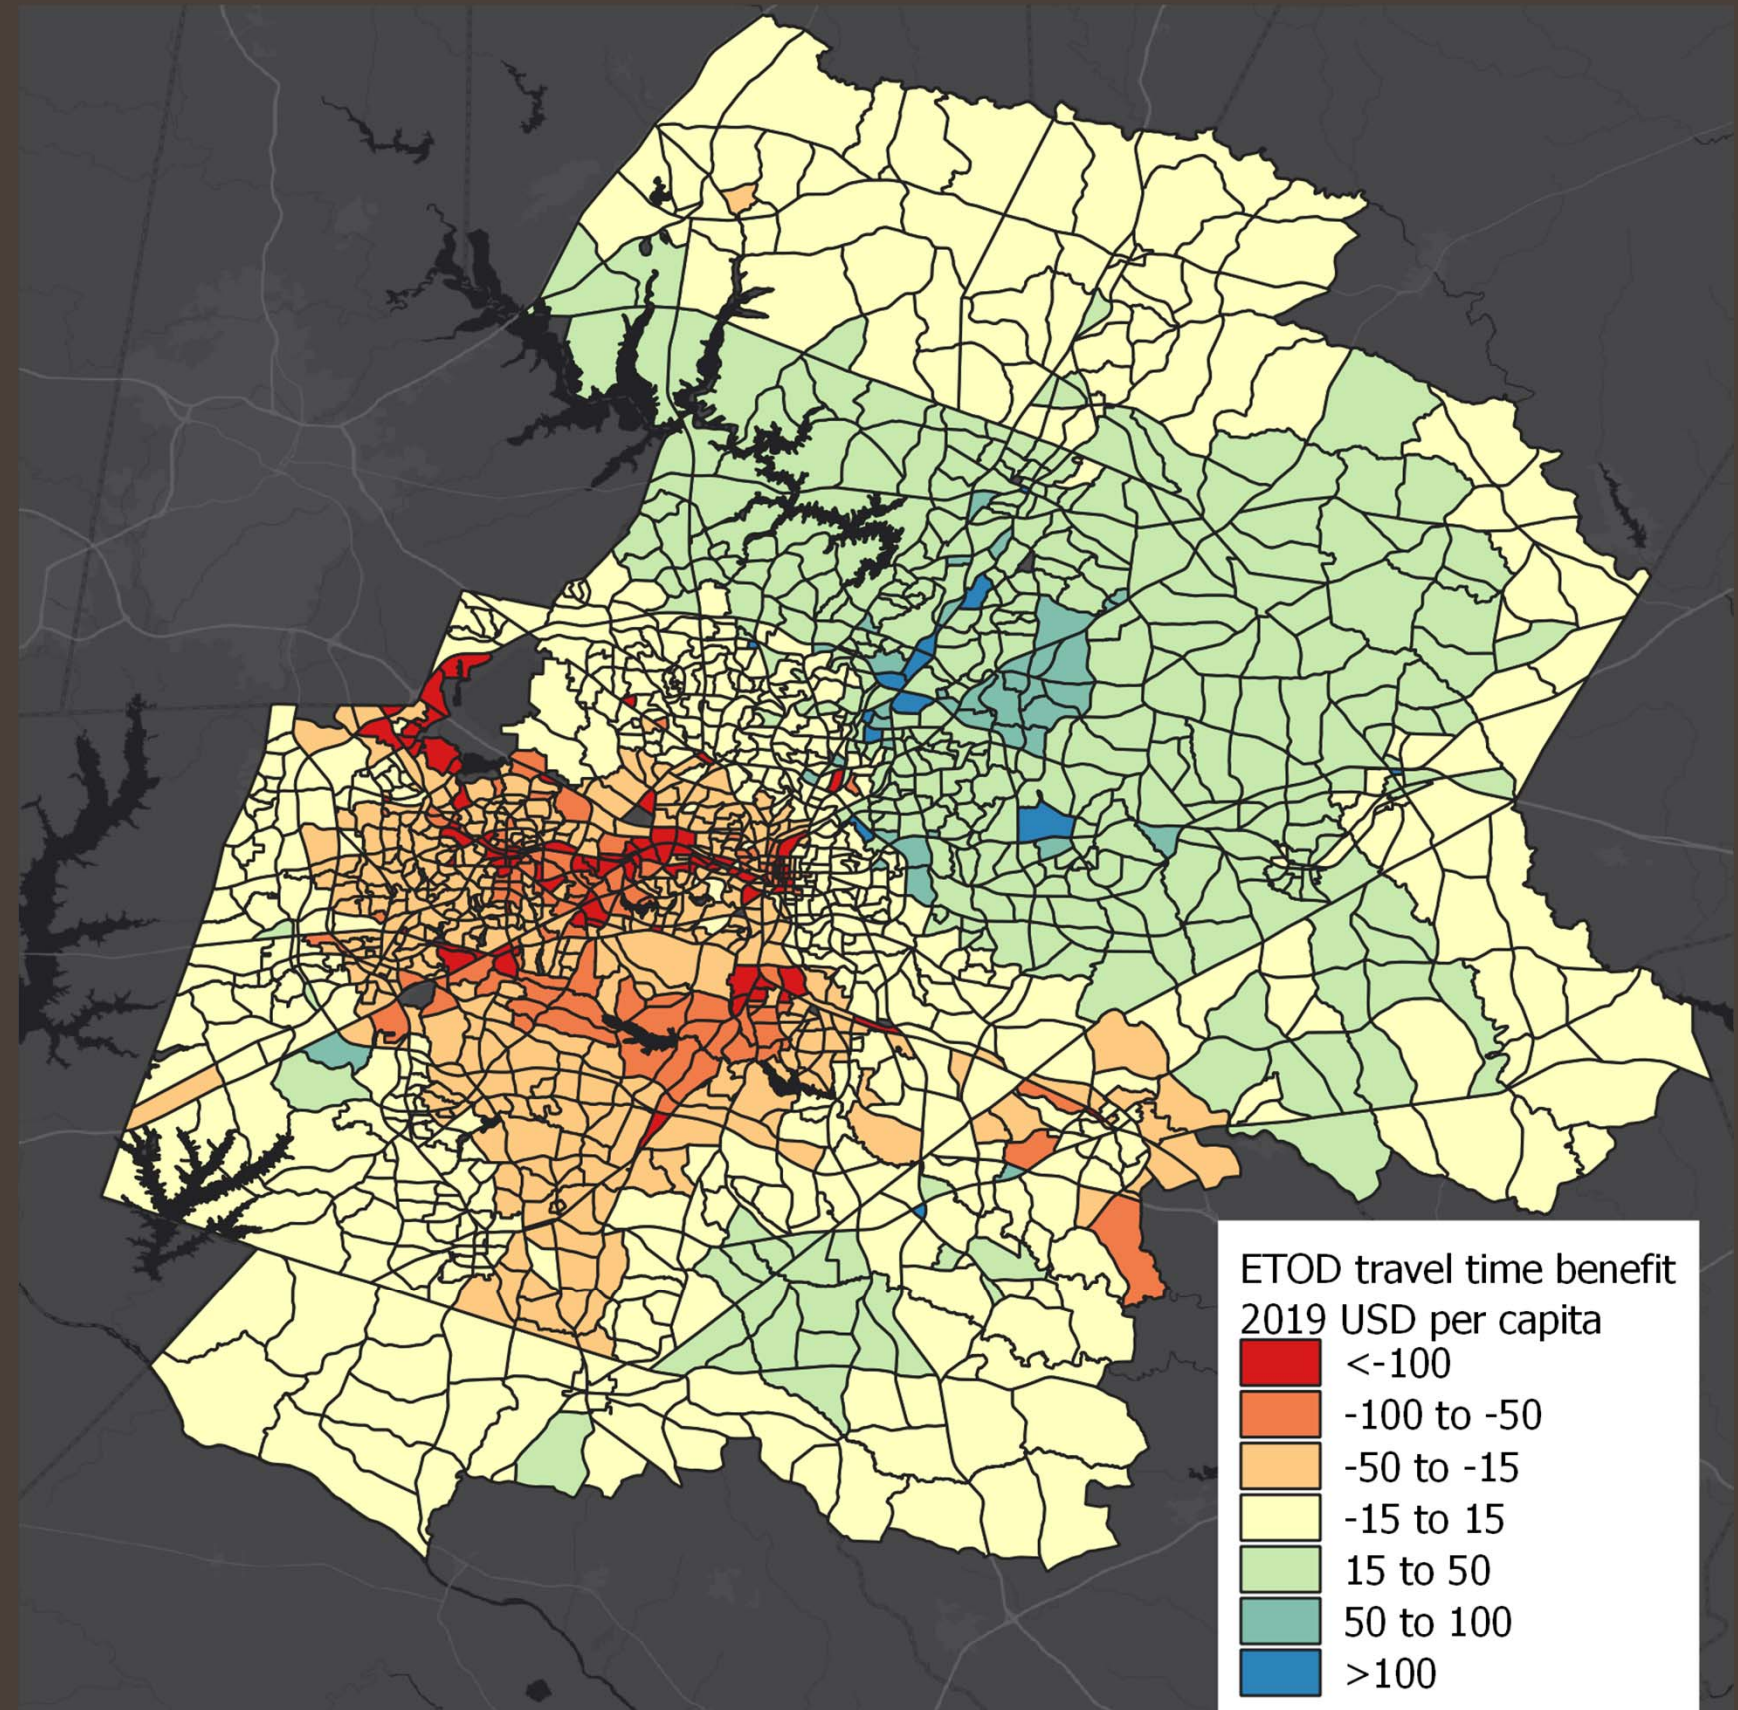 ETOD travel time benefit
2019 USD per capita
<-100
-100 to -50
-50 to -15
-15 to 15
15 to 50
50 to 100
>100